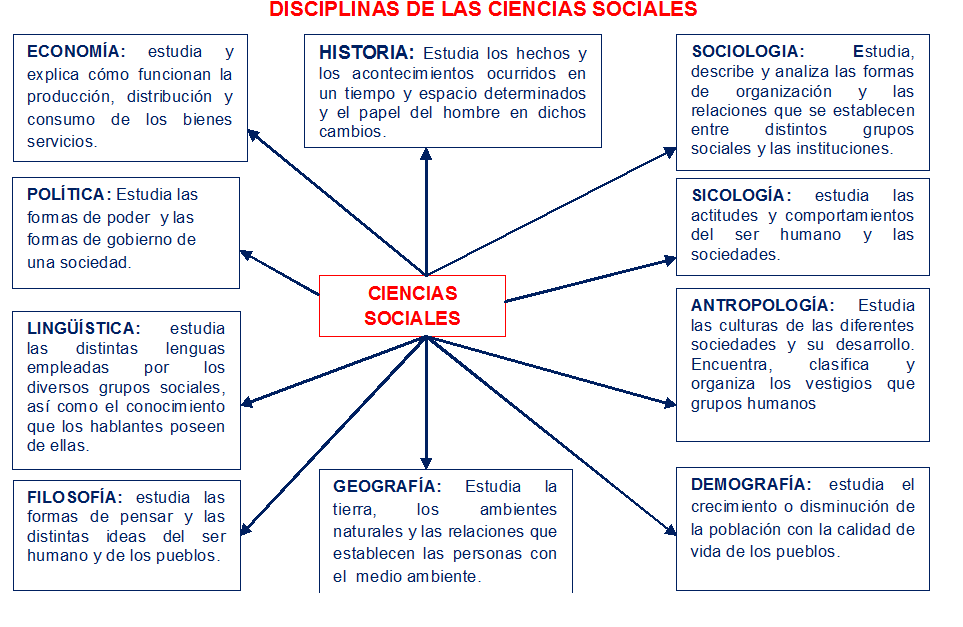 DISCIPLINAS DE LAS CIENCIAS SOCIALES
ECONOMÍA: estudia y
explica cómo funcionan la
producción, distribución y
consumo de los bienes
servicios.
HISTORIA: Estudia los hechos y
los acontecimientos ocurridos en
un tiempo y espacio determinados
y el papel del hombre en dichos
cambios.
SOCIOLOGIA: Estudia,
describe y analiza las formas
de organización y las
relaciones que se establecen
entre distintos grupos
sociales y las instituciones.
POLÍTICA: Estudia las
formas de poder y las
formas de gobierno de
una sociedad.
SICOLOGÍA: estudia las
actitudes y comportamientos
del ser humano y las
sociedades.
CIENCIAS
SOCIALES
LINGÜÍSTICA: estudia
las distintas lenguas
empleadas por los
diversos grupos sociales,
así como el conocimiento
que los hablantes poseen
de ellas.
ANTROPOLOGÍA: Estudia
las culturas de las diferentes
sociedades y su desarrollo.
Encuentra, clasifica y
organiza los vestigios que
grupos humanos
FILOSOFÍA: estudia las
formas de pensar y las
distintas ideas del ser
humano y de los pueblos.
GEOGRAFÍA: Estudia la
tierra, los ambientes
naturales y las relaciones que
establecen las personas con
el medio ambiente.
DEMOGRAFÍA: estudia el
crecimiento o disminución de
la población con la calidad de
vida de los pueblos.